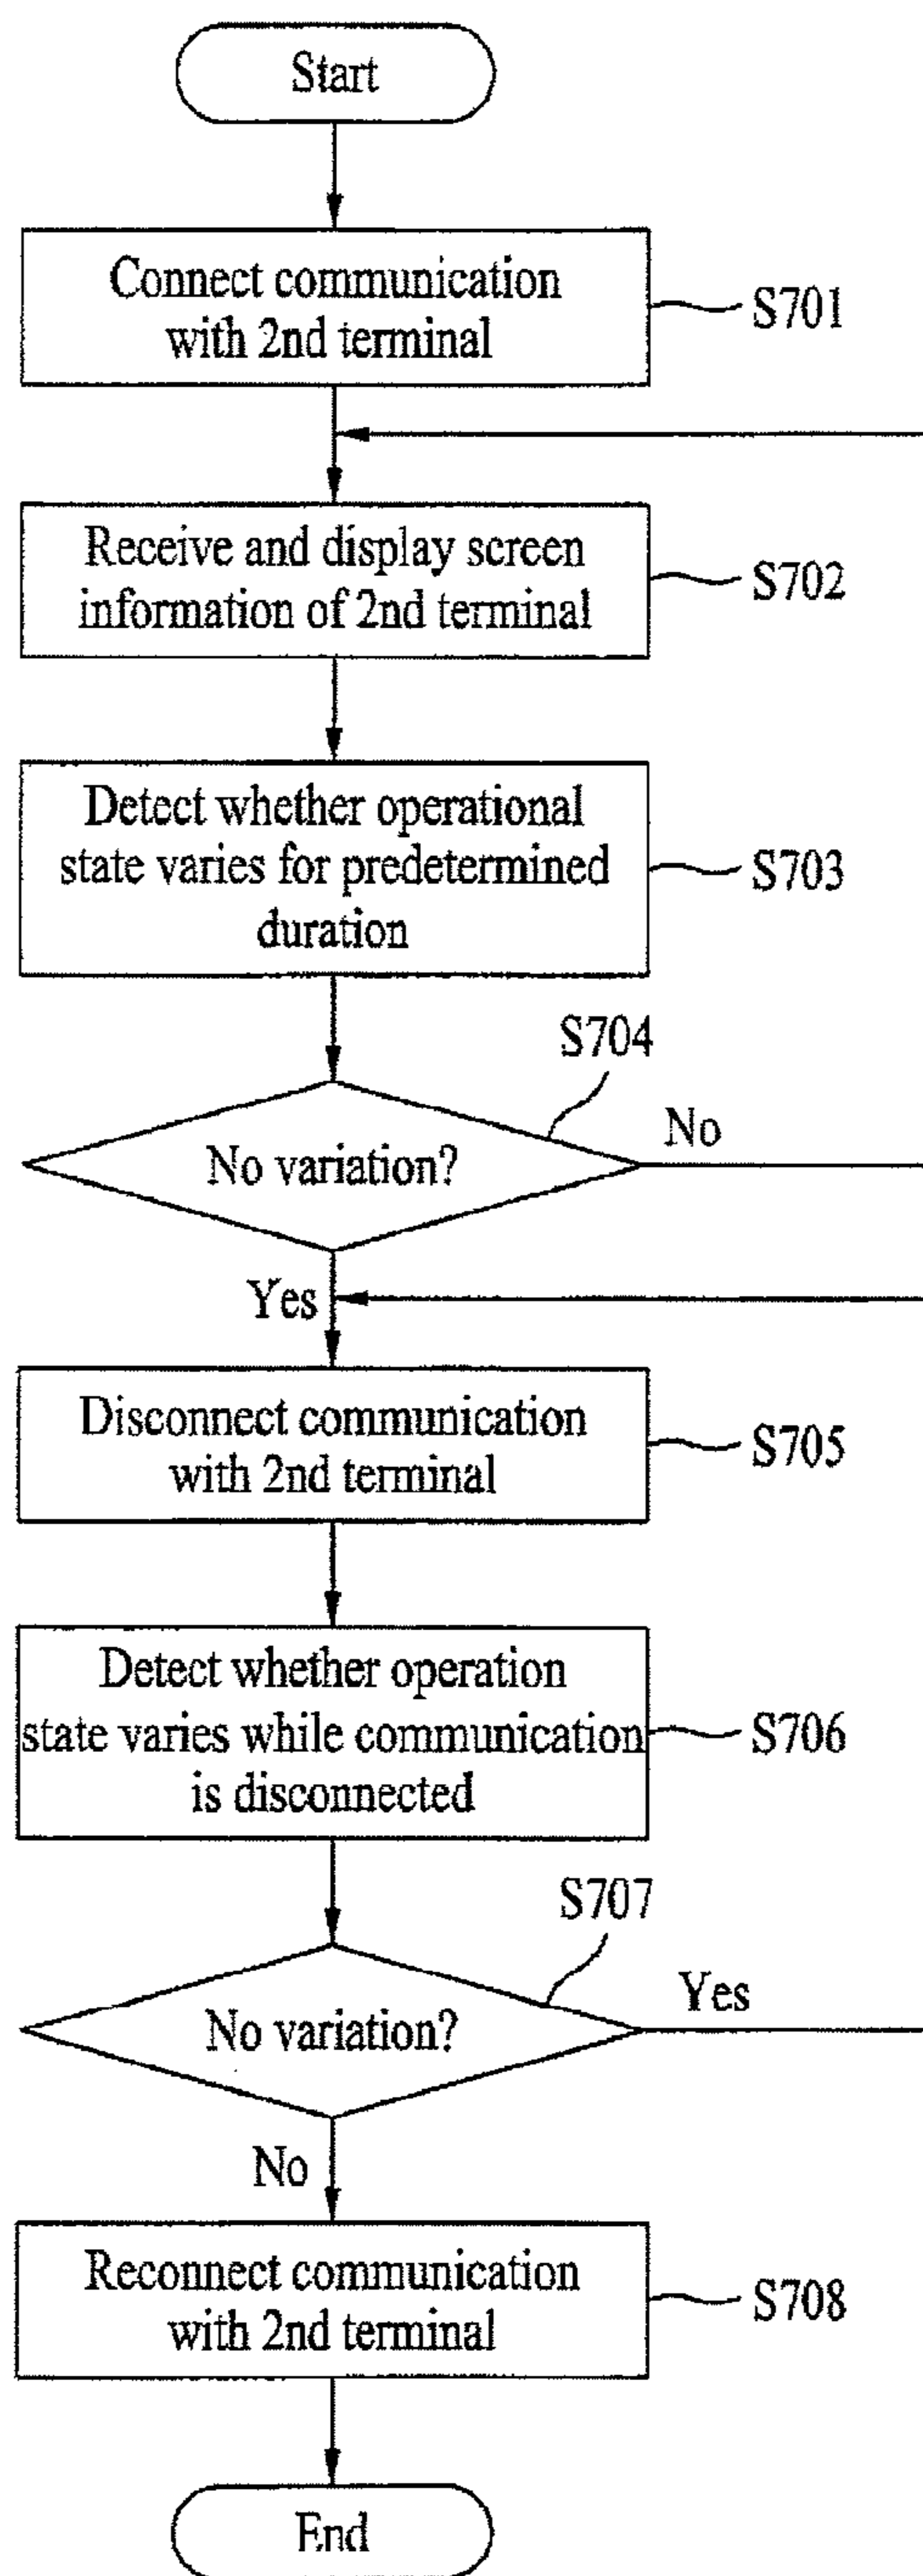 Start
Connect communication
with 2nd terminal
S701
Receive and display screen
information of 2nd terminal
S702
Detect whether operational
state varies for predetermined
duration
S703
S704
No variation?
No
Yes
Disconnect communication
with 2nd terminal
S705
Detect whether operation
state varies while communication
is disconnected
S706
S707
No variation?
Yes
No
Reconnect communication
with 2nd terminal
S708
End